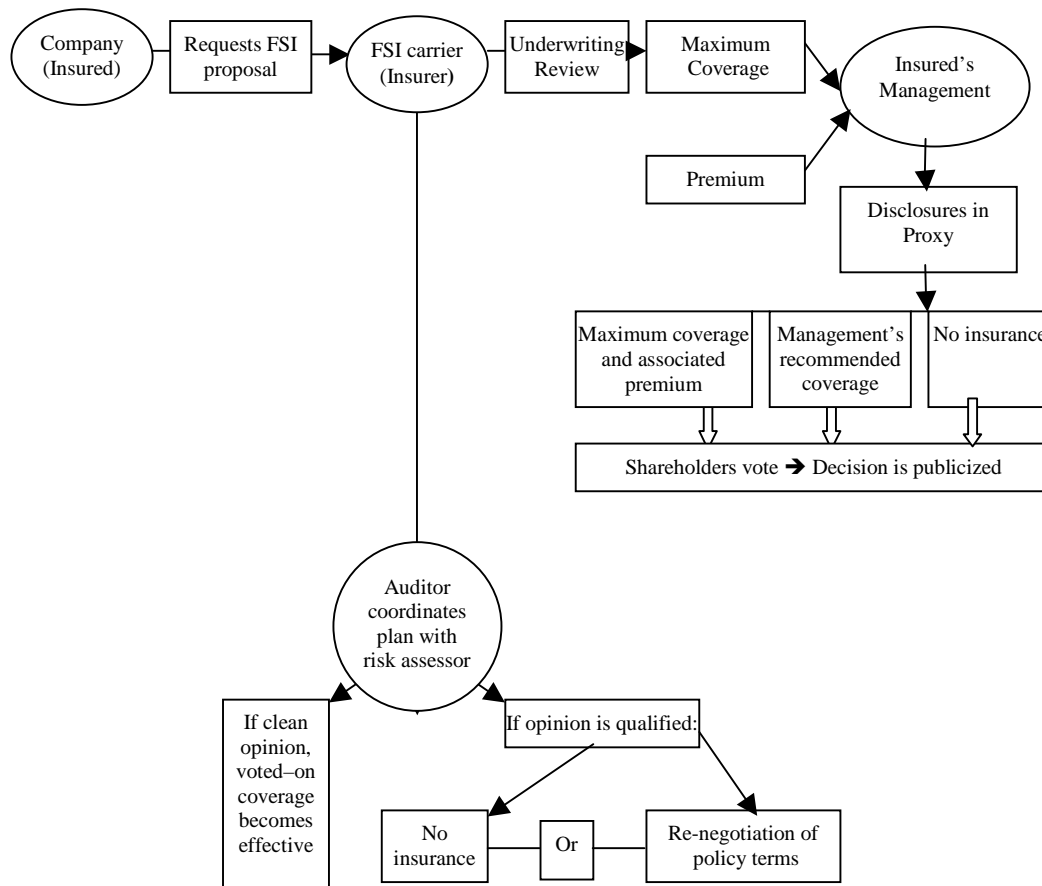 Company
(Insured)
Requests FSI
proposal
FSI carrier
(Insurer)
Underwriting
Review
Maximum
Coverage
Insured’s
Management
Premium
Disclosures in
Proxy
Maximum coverage
and associated
premium
Management’s
recommended
coverage
No insurance
Shareholders vote ➔ Decision is publicized
Auditor
coordinates
plan with
risk assessor
If clean
opinion,
voted–on
coverage
becomes
effective
If opinion is qualified:
No
insurance
Or
Re-negotiation of
policy terms